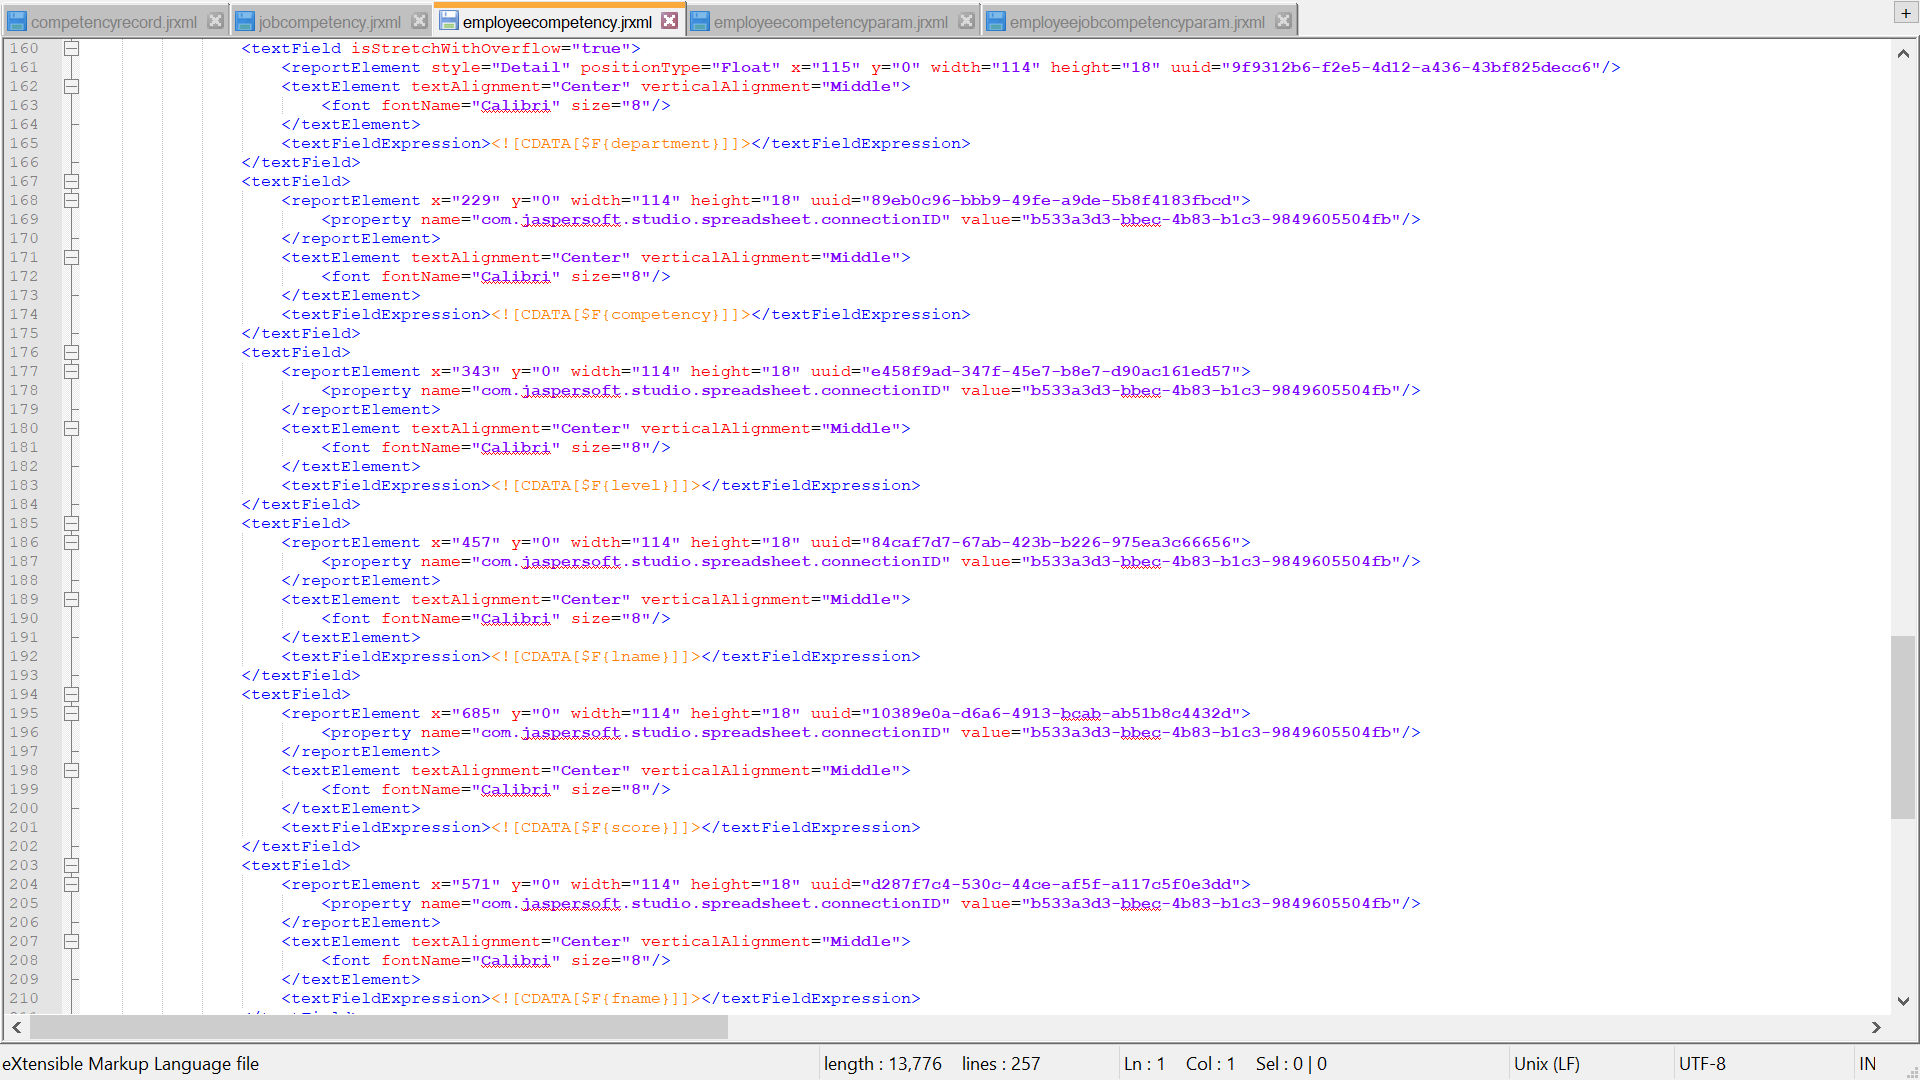 competencyrecord.jrxml jobcompetency.jrxml employeecompetency.jrxml employeecompetencyparam.jrxml employeejobcompetencyparam.jrxml +
160 <textField isStretchWithOverflow="true">
161 <reportElement style="Detail" positionType="Float" x="115" y="0" width="114" height="18" uuid="9f9312b6-f2e5-4d12-a436-43bf825decc6"/>
162 <textElement textAlignment="Center" verticalAlignment="Middle">
163 <font fontName="Calibri" size="8"/>
164 </textElement>
165 <textFieldExpression><![CDATA[$F{department}]]></textFieldExpression>
166 </textField>
167 <textField>
168 <reportElement x="229" y="0" width="114" height="18" uuid="89eb0c96-bbb9-49fe-a9de-5b8f4183fbcd">
169 <property name="com.jaspersoft.studio.spreadsheet.connectionID" value="b533a3d3-bbec-4b83-b1c3-9849605504fb"/>
170 </reportElement>
171 <textElement textAlignment="Center" verticalAlignment="Middle">
172 <font fontName="Calibri" size="8"/>
173 </textElement>
174 <textFieldExpression><![CDATA[$F{competency}]]></textFieldExpression>
175 </textField>
176 <textField>
177 <reportElement x="343" y="0" width="114" height="18" uuid="e458f9ad-347f-45e7-b8e7-d90ac161ed57">
178 <property name="com.jaspersoft.studio.spreadsheet.connectionID" value="b533a3d3-bbec-4b83-b1c3-9849605504fb"/>
179 </reportElement>
180 <textElement textAlignment="Center" verticalAlignment="Middle">
181 <font fontName="Calibri" size="8"/>
182 </textElement>
183 <textFieldExpression><![CDATA[$F{level}]]></textFieldExpression>
184 </textField>
185 <textField>
186 <reportElement x="457" y="0" width="114" height="18" uuid="84caf7d7-67ab-423b-b226-975ea3c66656">
187 <property name="com.jaspersoft.studio.spreadsheet.connectionID" value="b533a3d3-bbec-4b83-b1c3-9849605504fb"/>
188 </reportElement>
189 <textElement textAlignment="Center" verticalAlignment="Middle">
190 <font fontName="Calibri" size="8"/>
191 </textElement>
192 <textFieldExpression><![CDATA[$F{lname}]]></textFieldExpression>
193 </textField>
194 <textField>
195 <reportElement x="685" y="0" width="114" height="18" uuid="10389e0a-d6a6-4913-bcab-ab51b8c4432d">
196 <property name="com.jaspersoft.studio.spreadsheet.connectionID" value="b533a3d3-bbec-4b83-b1c3-9849605504fb"/>
197 </reportElement>
198 <textElement textAlignment="Center" verticalAlignment="Middle">
199 <font fontName="Calibri" size="8"/>
200 </textElement>
201 <textFieldExpression><![CDATA[$F{score}]]></textFieldExpression>
202 </textField>
203 <textField>
204 <reportElement x="571" y="0" width="114" height="18" uuid="d287f7c4-530c-44ce-af5f-a117c5f0e3dd">
205 <property name="com.jaspersoft.studio.spreadsheet.connectionID" value="b533a3d3-bbec-4b83-b1c3-9849605504fb"/>
206 </reportElement>
207 <textElement textAlignment="Center" verticalAlignment="Middle">
208 <font fontName="Calibri" size="8"/>
209 </textElement>
210 <textFieldExpression><![CDATA[$F{fname}]]></textFieldExpression>
eXtensible Markup Language file length : 13,776 lines : 257 Ln : 1 Col : 1 Sel : 0 | 0 Unix (LF) UTF-8 IN